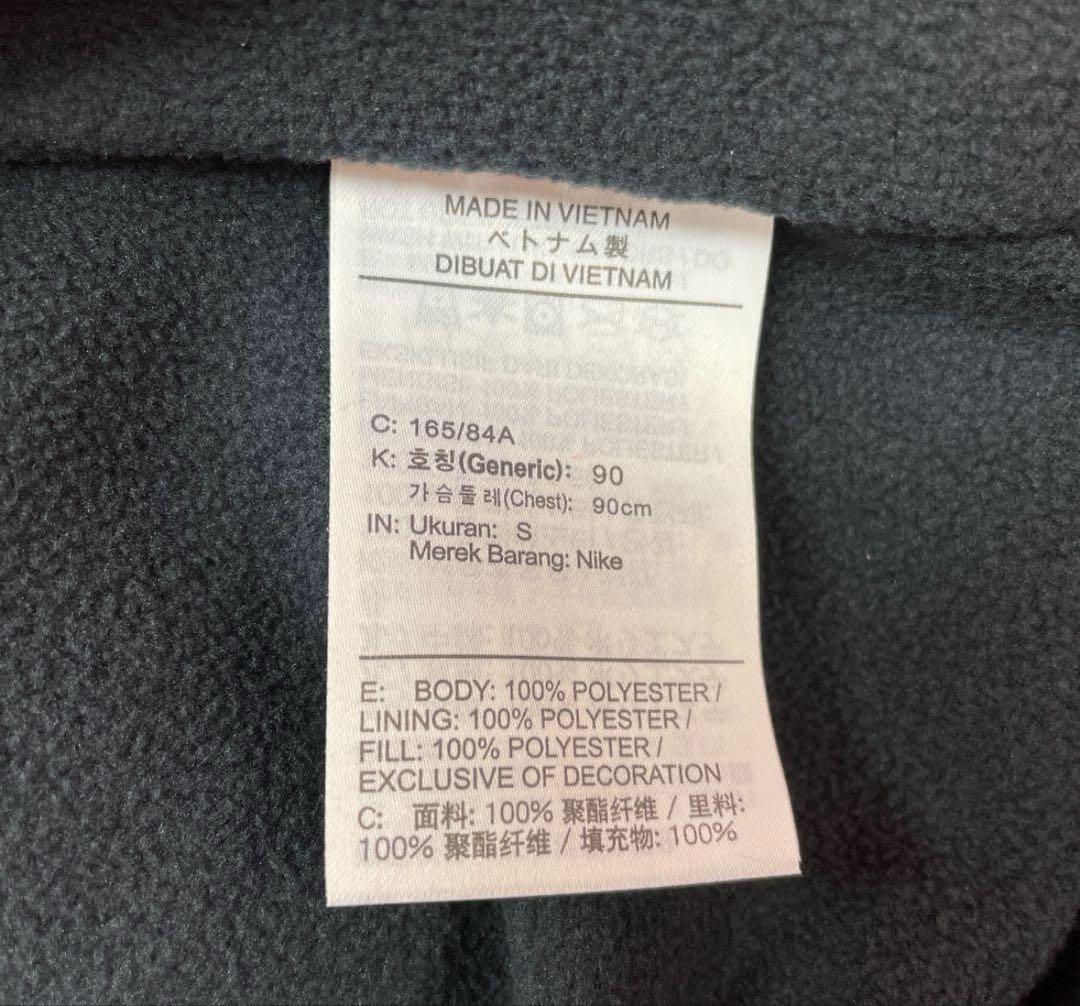 MADE IN VIETNAM
ベトナム製
DIBUAT DI VIETNAM
C: 165/84A
K: 호칭(Generic): 90
가슴둘레(Chest): 90cm
IN: Ukuran: S
Merek Barang: Nike
E: BODY: 100% POLYESTER /
LINING: 100% POLYESTER /
FILL: 100% POLYESTER /
EXCLUSIVE OF DECORATION
C: 面料: 100% 聚酯纤维 / 里料:
100% 聚酯纤维 / 填充物: 100%